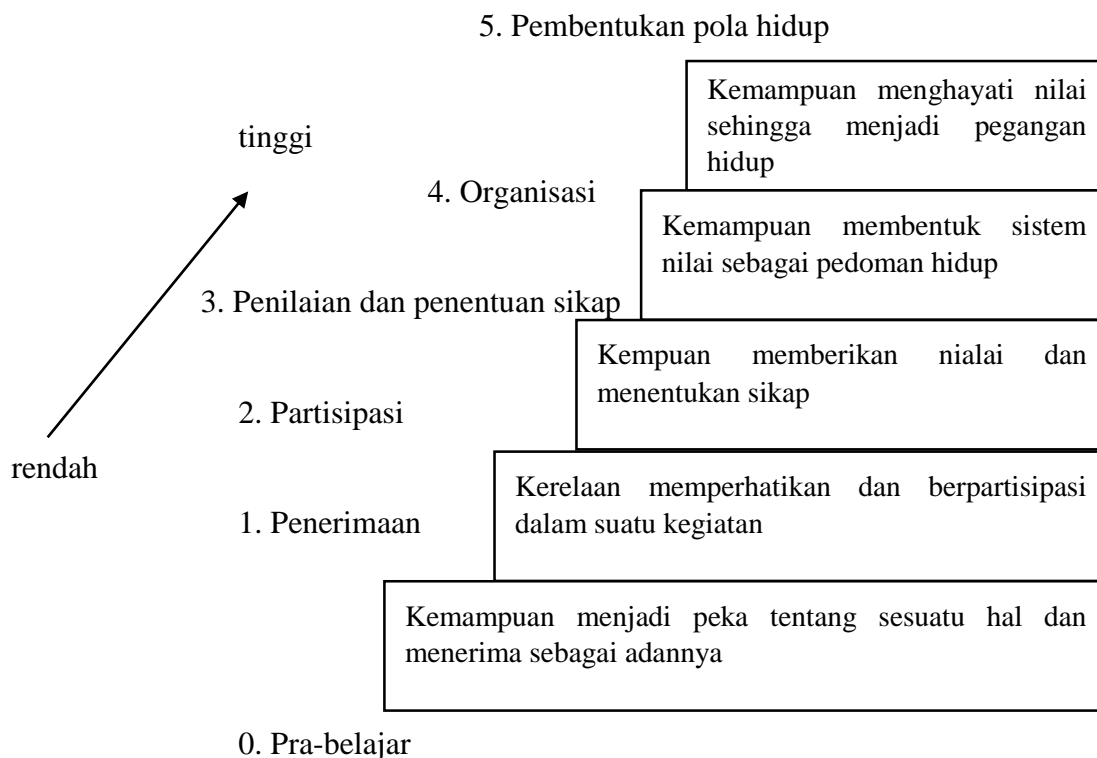 5. Pembentukan pola hidup
Kemampuan menghayati nilai
sehingga menjadi pegangan
hidup
tinggi
4. Organisasi
Kemampuan membentuk sistem
nilai sebagai pedoman hidup
3. Penilaian dan penentuan sikap
Kempuan memberikan nialai dan
menentukan sikap
2. Partisipasi
rendah
Kerelaan memperhatikan dan berpartisipasi
dalam suatu kegiatan
1. Penerimaan
Kemampuan menjadi peka tentang sesuatu hal dan
menerima sebagai adannya
0. Pra-belajar